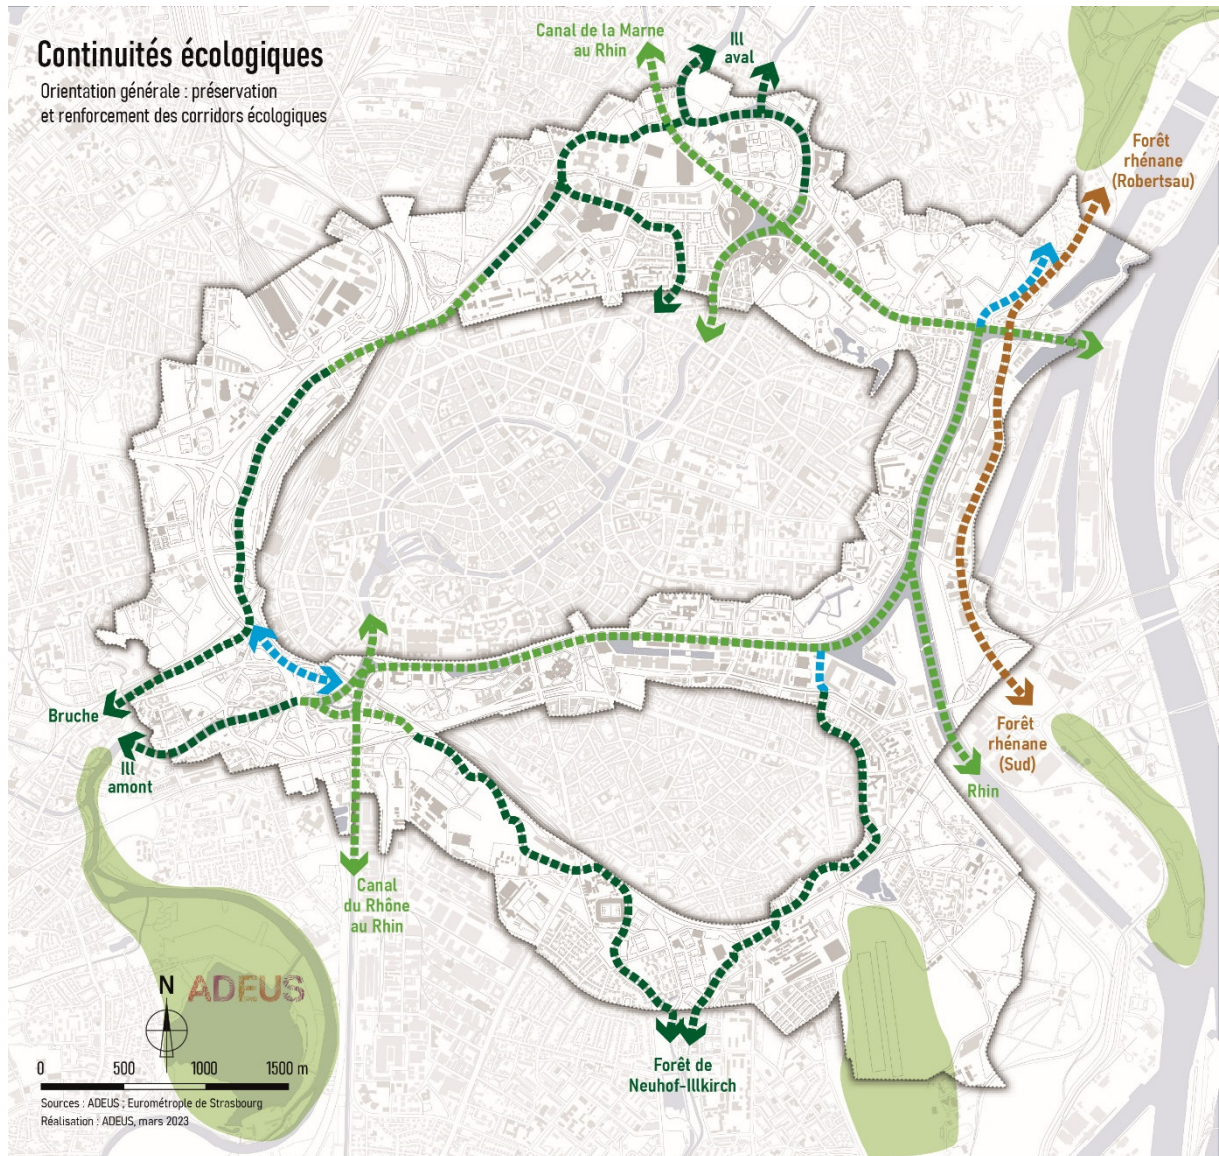 Continuités écologiques
Orientation générale : préservation
et renforcement des corridors écologiques
Canal de la Marne
au Rhin
Ill
aval
Forêt
rhénane
(Robertsau)
Bruche
Ill
amont
Forêt
rhénane
(Sud)
Rhin
Canal
du Rhône
au Rhin
Forêt de
Neuhof-Illkirch
N
ADEUS
0 500 1000 1500 m
Sources : ADEUS ; Eurométrople de Strasbourg
Réalisation : ADEUS, mars 2023